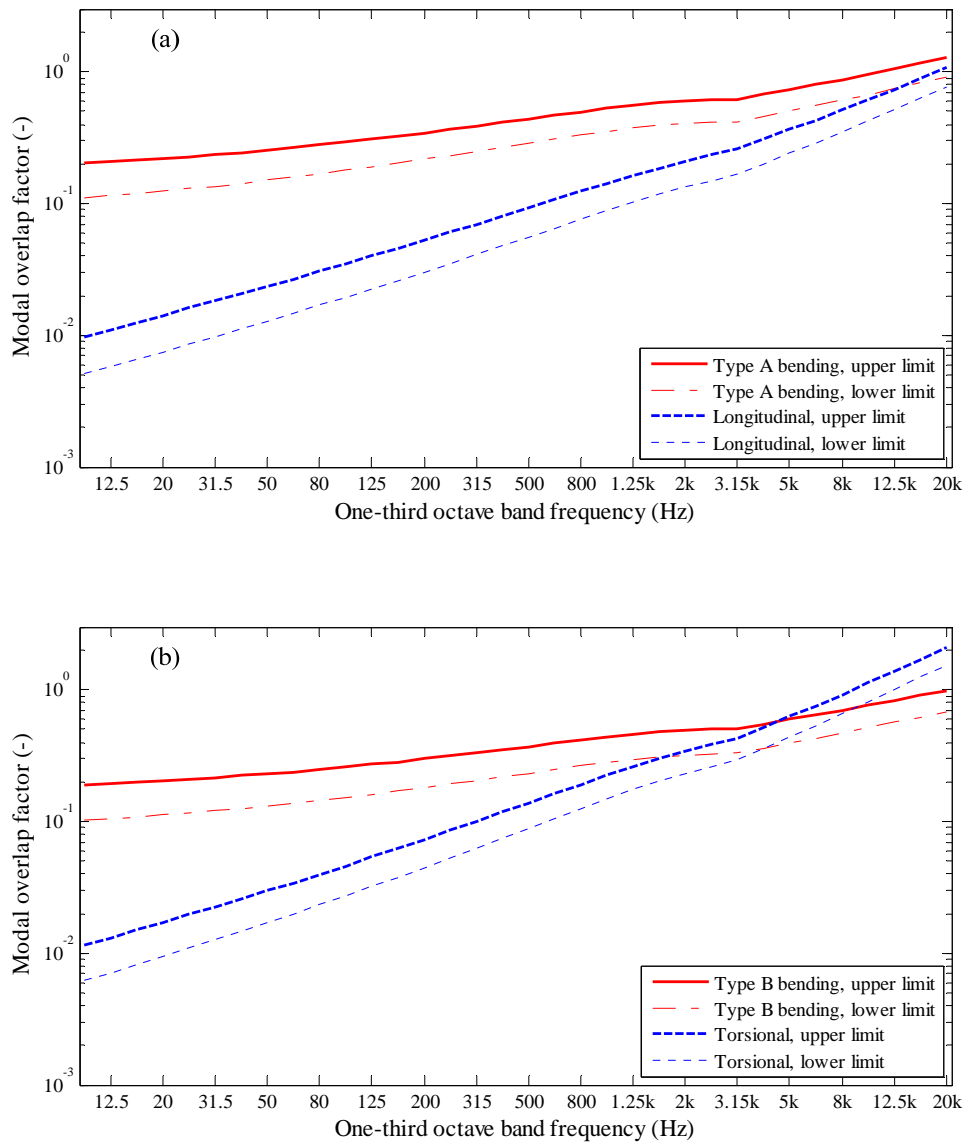 (a)
10^0
10^-1
10^-2
10^-3
Modal overlap factor (-)
Type A bending, upper limit
Type A bending, lower limit
Longitudinal, upper limit
Longitudinal, lower limit
12.5 20 31.5 50 80 125 200 315 500 800 1.25k 2k 3.15k 5k 8k 12.5k 20k
One-third octave band frequency (Hz)
(b)
10^0
10^-1
10^-2
10^-3
Modal overlap factor (-)
Type B bending, upper limit
Type B bending, lower limit
Torsional, upper limit
Torsional, lower limit
12.5 20 31.5 50 80 125 200 315 500 800 1.25k 2k 3.15k 5k 8k 12.5k 20k
One-third octave band frequency (Hz)